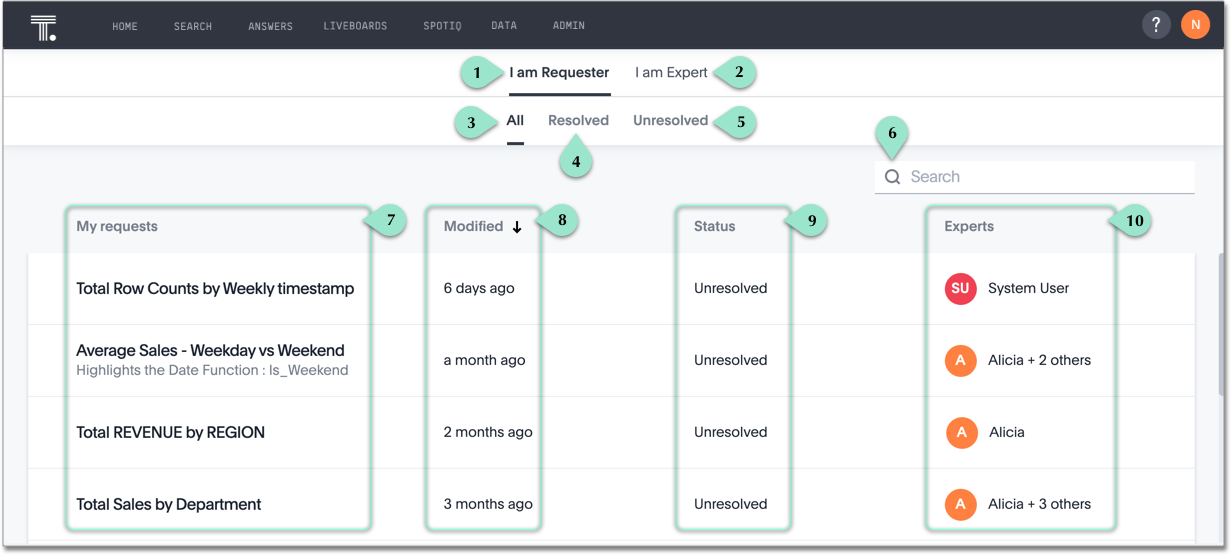 T. HOME SEARCH ANSWERS LIVEBOARDS SPOTIQ DATA ADMIN ? N
1 I am Requester I am Expert 2
3 All Resolved Unresolved 5
4
6
Search
My requests 7 Modified 8 Status 9 Experts 10
Total Row Counts by Weekly timestamp 6 days ago Unresolved SU System User
Average Sales - Weekday vs Weekend a month ago Unresolved A Alicia + 2 others
Highlights the Date Function : Is_Weekend
Total REVENUE by REGION 2 months ago Unresolved A Alicia
Total Sales by Department 3 months ago Unresolved A Alicia + 3 others